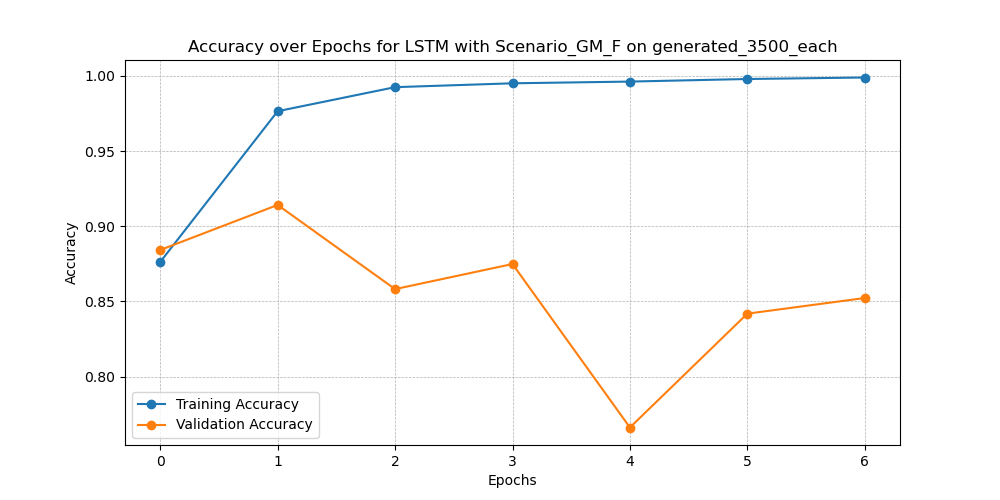 Accuracy over Epochs for LSTM with Scenario_GM_F on generated_3500_each
1.00
0.95
0.90
0.85
0.80
Accuracy
Training Accuracy
Validation Accuracy
0 1 2 3 4 5 6
Epochs